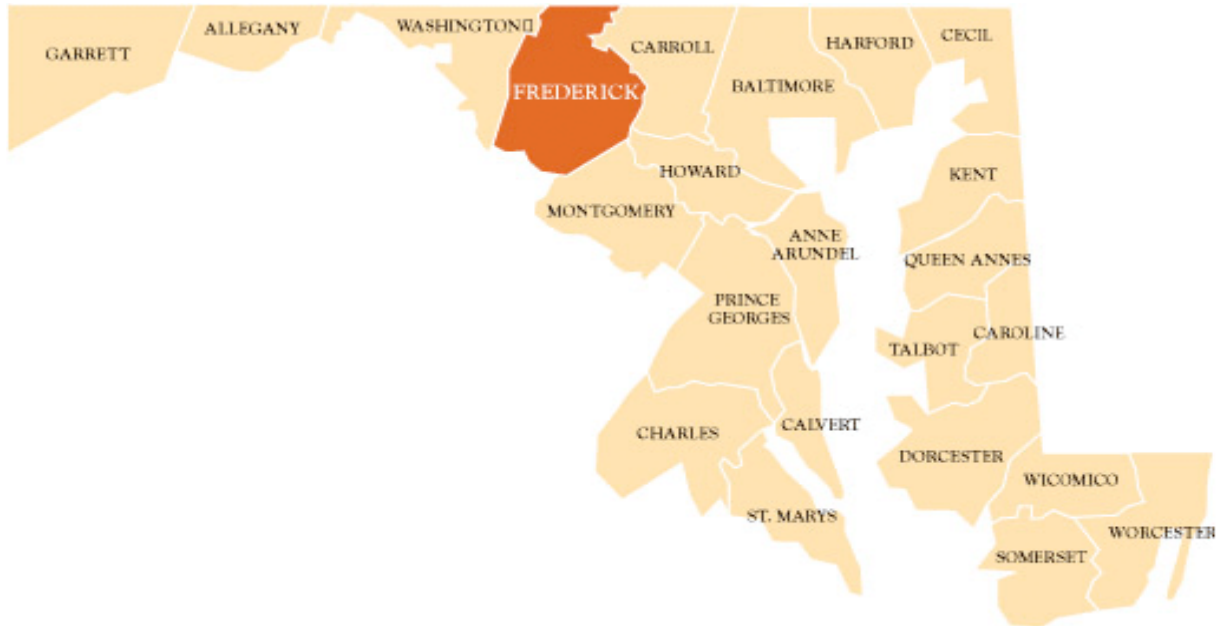 GARRETT
ALLEGANY
WASHINGTON▯
FREDERICK
CARROLL
BALTIMORE
HARFORD
CECIL
HOWARD
MONTGOMERY
KENT
ANNE
ARUNDEL
QUEEN ANNES
PRINCE
GEORGES
TALBOT
CAROLINE
CHARLES
CALVERT
DORCESTER
ST. MARYS
WICOMICO
WORCESTER
SOMERSET